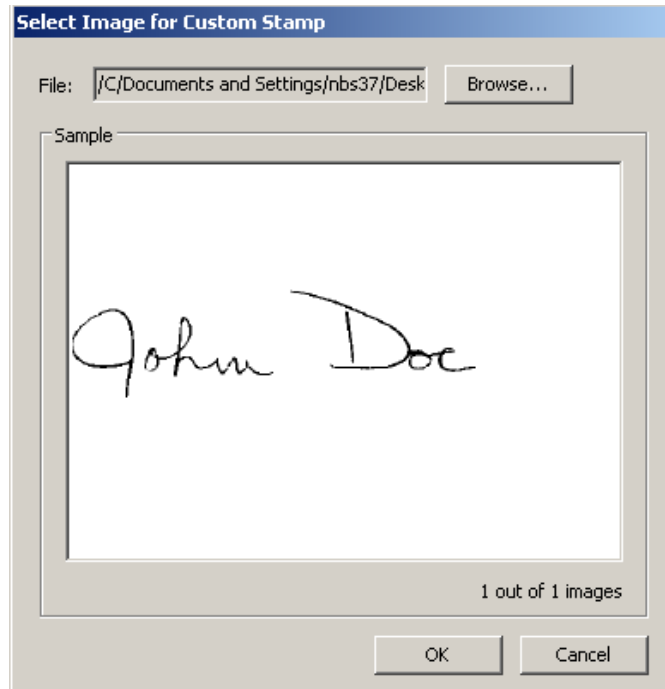 Select Image for Custom Stamp
File: /C/Documents and Settings/nbs37/Desk Browse...
Sample
John Doe
1 out of 1 images
OK Cancel